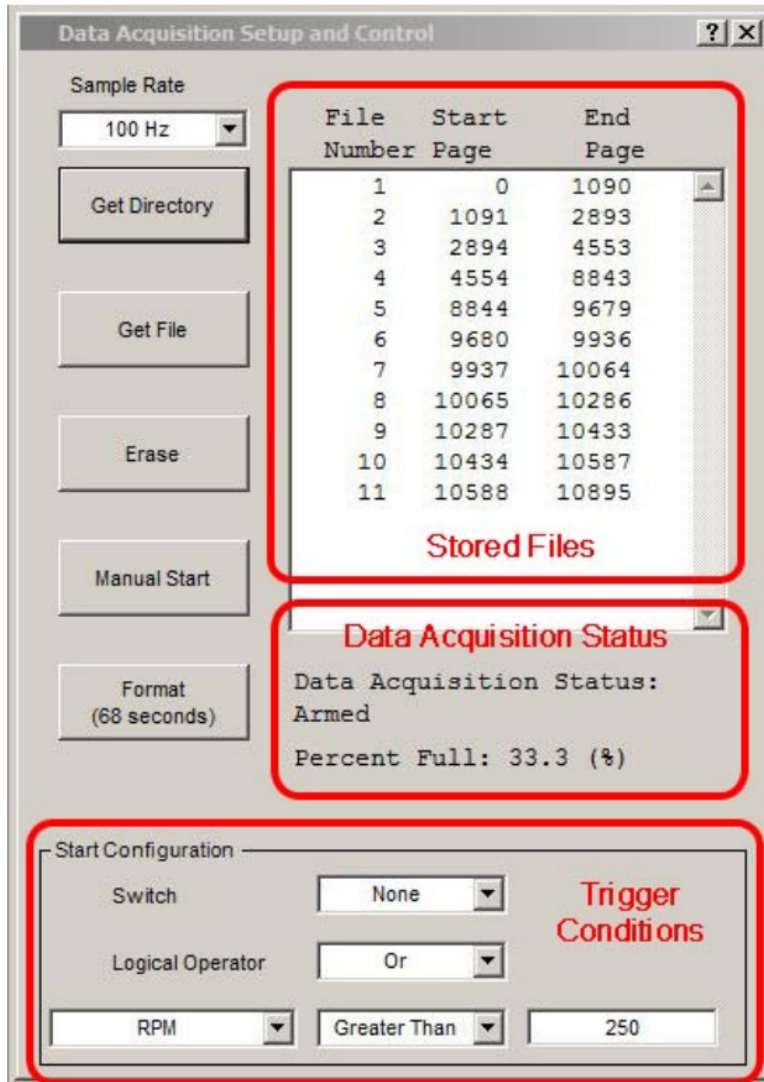 Data Acquisition Setup and Control
Sample Rate
100 Hz
Get Directory
Get File
Erase
Manual Start
Format
(68 seconds)
File Start End
Number Page Page
1 0 1090
2 1091 2893
3 2894 4553
4 4554 8843
5 8844 9679
6 9680 9936
7 9937 10064
8 10065 10286
9 10287 10433
10 10434 10587
11 10588 10895
Stored Files
Data Acquisition Status
Data Acquisition Status:
Armed
Percent Full: 33.3 (%)
Start Configuration
Switch None
Logical Operator Or
Trigger
Conditions
RPM Greater Than 250